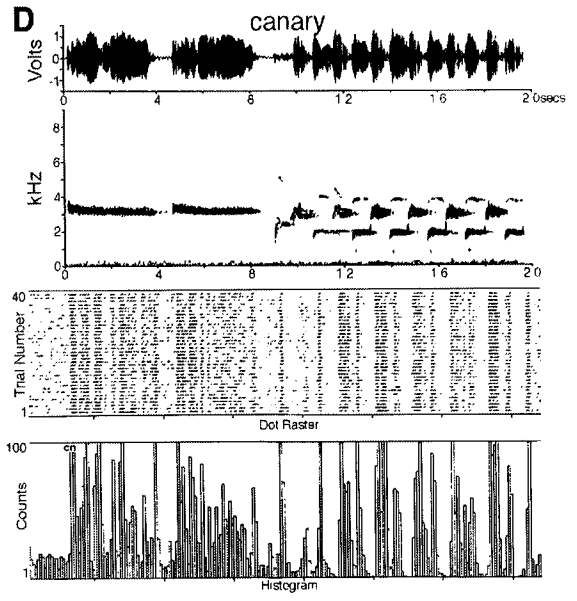 D
canary
Volts
1
0
-1
0 4 8 12 16 20secs
kHz
8
6
4
2
0
0 4 8 12 16 20
Trial Number
40
1
Dot Raster
Counts
100
cn
1
Histogram